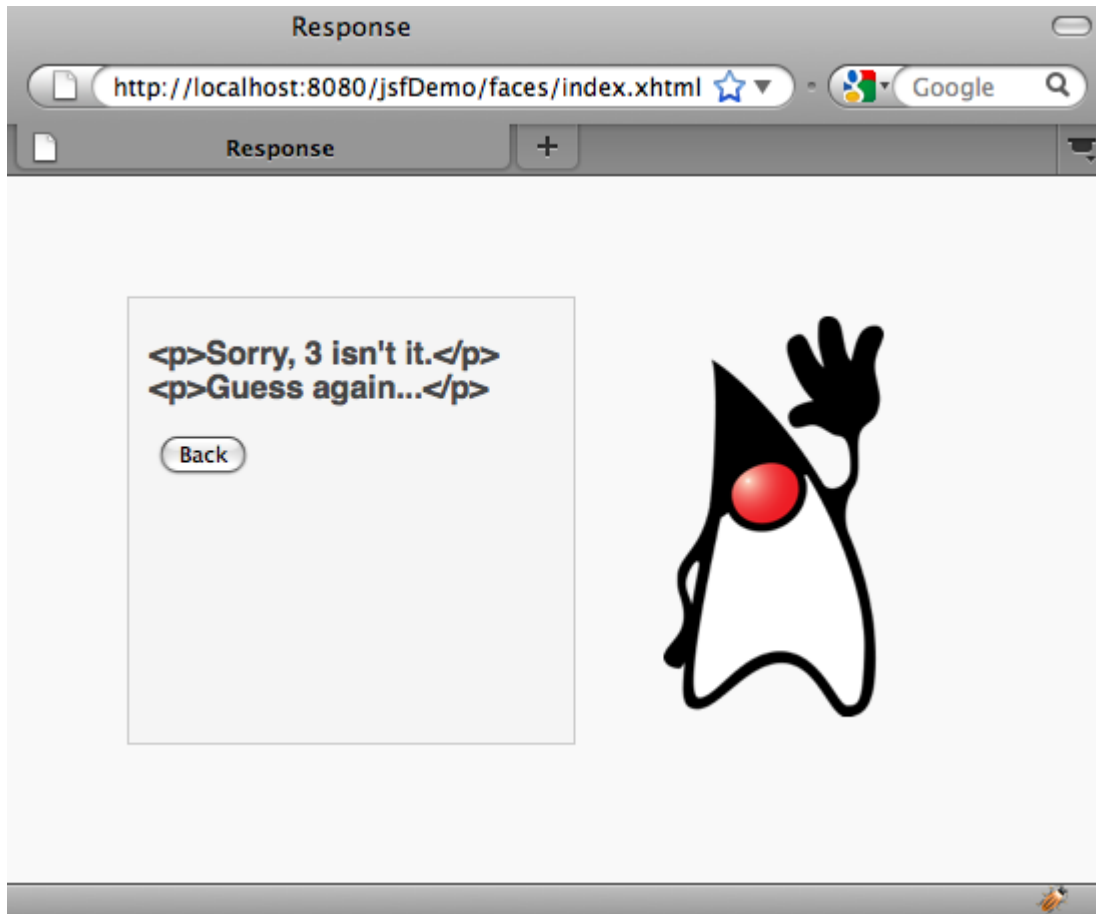 Response
http://localhost:8080/jsfDemo/faces/index.xhtml
Google
Response
<p>Sorry, 3 isn't it.</p>
<p>Guess again...</p>
Back